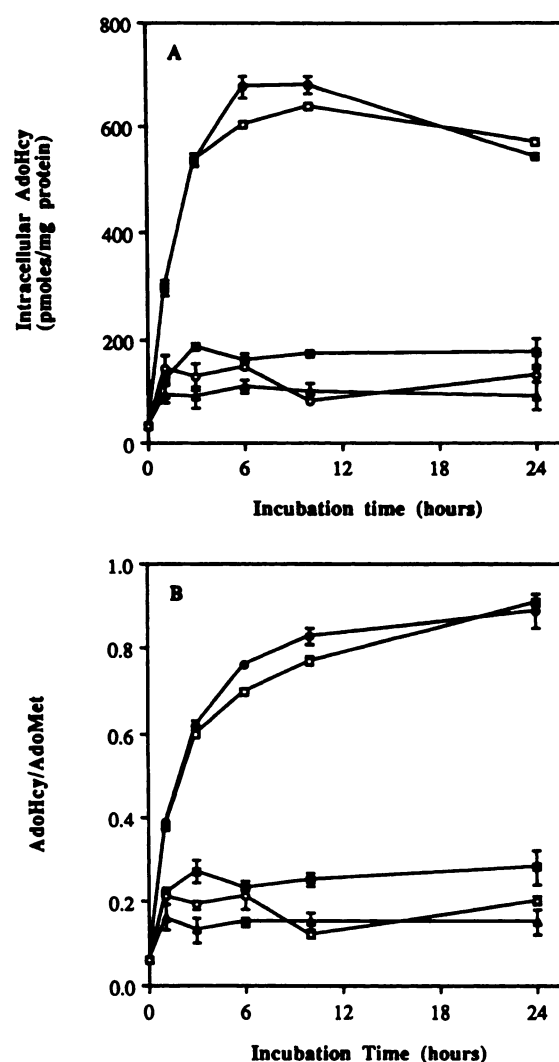 A
800
600
400
200
0
Intracellular AdoHcy
(pmoles/mg protein)
0 6 12 18 24
Incubation time (hours)
B
1.0
0.8
0.6
0.4
0.2
0.0
AdoHcy/AdoMet
0 6 12 18 24
Incubation Time (hours)